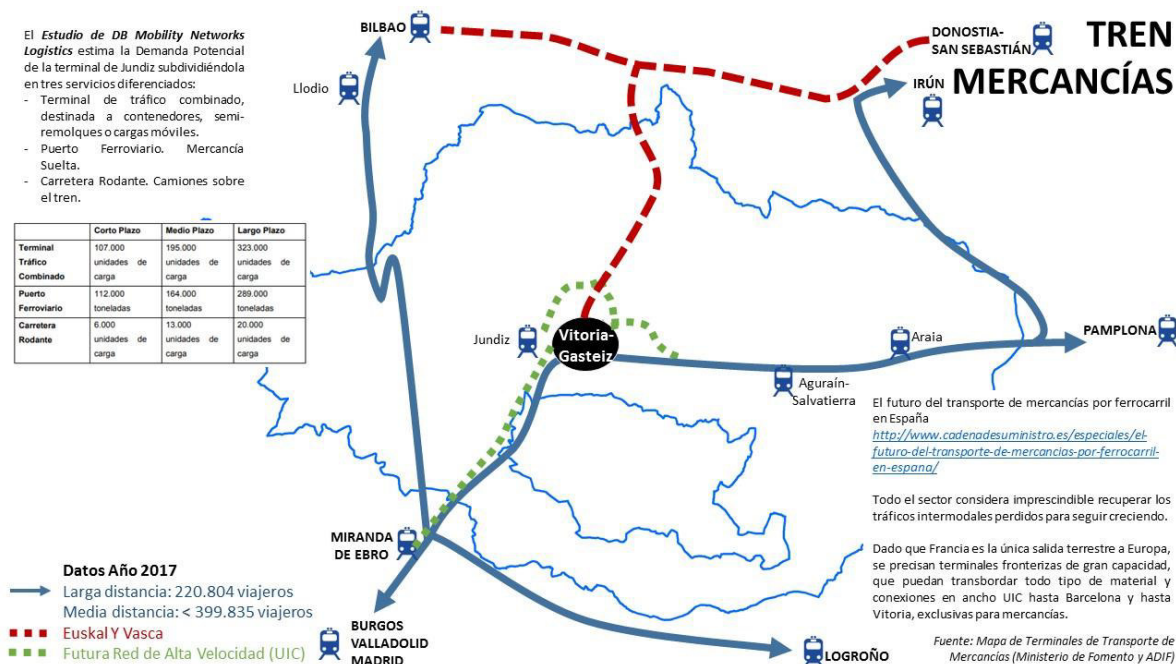 TREN
MERCANCÍAS
El Estudio de DB Mobility Networks
Logistics estima la Demanda Potencial
de la terminal de Jundiz subdividiéndola
en tres servicios diferenciados:
- Terminal de tráfico combinado,
destinada a contenedores, semi-
remolques o cargas móviles.
- Puerto Ferroviario. Mercancía
Suelta.
- Carretera Rodante. Camiones sobre
el tren.
Corto Plazo Medio Plazo Largo Plazo
Terminal 107.000 195.000 323.000
Tráfico unidades de unidades de unidades de
Combinado carga carga carga
Puerto 112.000 164.000 289.000
Ferroviario toneladas toneladas toneladas
Carretera 6.000 13.000 20.000
Rodante unidades de unidades de unidades de
carga carga carga
BILBAO
Llodio
DONOSTIA-
SAN SEBASTIÁN
IRÚN
Jundiz
Vitoria-
Gasteiz
Araia
PAMPLONA
Aguraín-
Salvatierra
MIRANDA
DE EBRO
BURGOS
VALLADOLID
MADRID
LOGROÑO
Datos Año 2017
Larga distancia: 220.804 viajeros
Media distancia: < 399.835 viajeros
Euskal Y Vasca
Futura Red de Alta Velocidad (UIC)
El futuro del transporte de mercancías por ferrocarril
en España
http://www.cadenadesuministro.es/especiales/el-
futuro-del-transporte-de-mercancias-por-ferrocarril-
en-espana/
Todo el sector considera imprescindible recuperar los
tráficos intermodales perdidos para seguir creciendo.
Dado que Francia es la única salida terrestre a Europa,
se precisan terminales fronterizas de gran capacidad,
que puedan transbordar todo tipo de material y
conexiones en ancho UIC hasta Barcelona y hasta
Vitoria, exclusivas para mercancías.
Fuente: Mapa de Terminales de Transporte de
Mercancías (Ministerio de Fomento y ADIF)